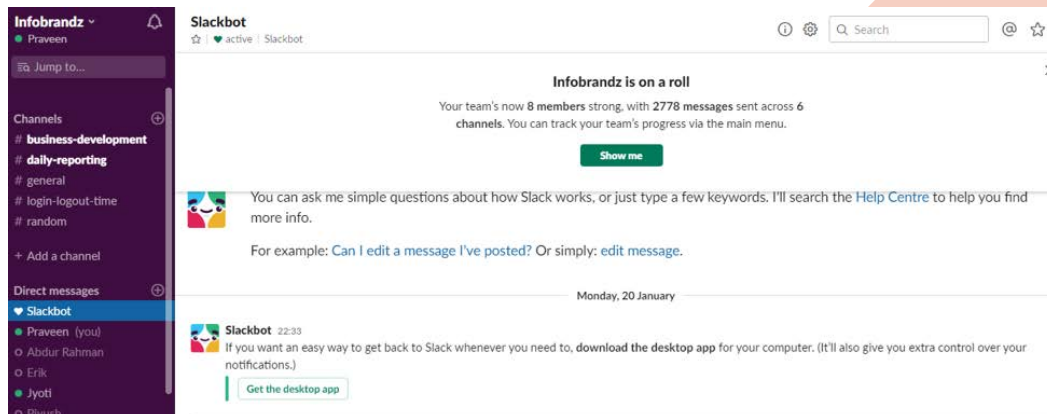 Infobrandz
Praveen
Jump to...
Channels
# business-development
# daily-reporting
# general
# login-logout-time
# random
+ Add a channel
Direct messages
Slackbot
Praveen (you)
Abdur Rahman
Erik
Jyoti
Piyush
Slackbot
active | Slackbot
Search
Infobrandz is on a roll
Your team's now 8 members strong, with 2778 messages sent across 6
channels. You can track your team's progress via the main menu.
Show me
You can ask me simple questions about how Slack works, or just type a few keywords. I'll search the Help Centre to help you find
more info.
For example: Can I edit a message I've posted? Or simply: edit message.
Monday, 20 January
Slackbot 22:33
If you want an easy way to get back to Slack whenever you need to, download the desktop app for your computer. (It'll also give you extra control over your
notifications.)
Get the desktop app